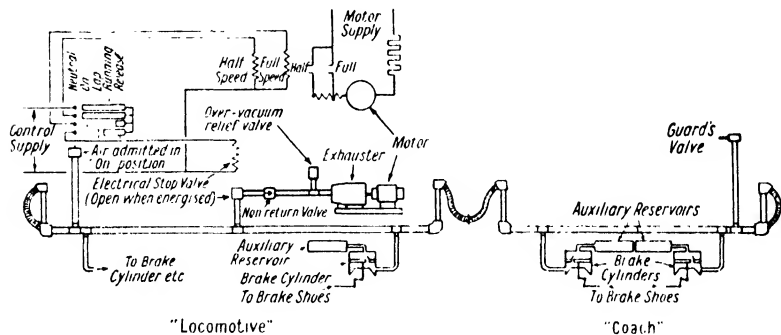 Motor
Supply
Neutral
On
Lap
Running
Release
Half
Speed
Full
Speed
Half
Full
Control
Supply
Over-vacuum
relief valve
Motor
Air admitted in
'On' position
Exhauster
Guard's
Valve
Electrical Stop Valve
(Open when energised)
Non return Valve
Auxiliary Reservoirs
To Brake
Cylinder etc
Auxiliary
Reservoir
Brake Cylinder
To Brake Shoes
Brake
Cylinders
To Brake Shoes
"Locomotive"
"Coach"